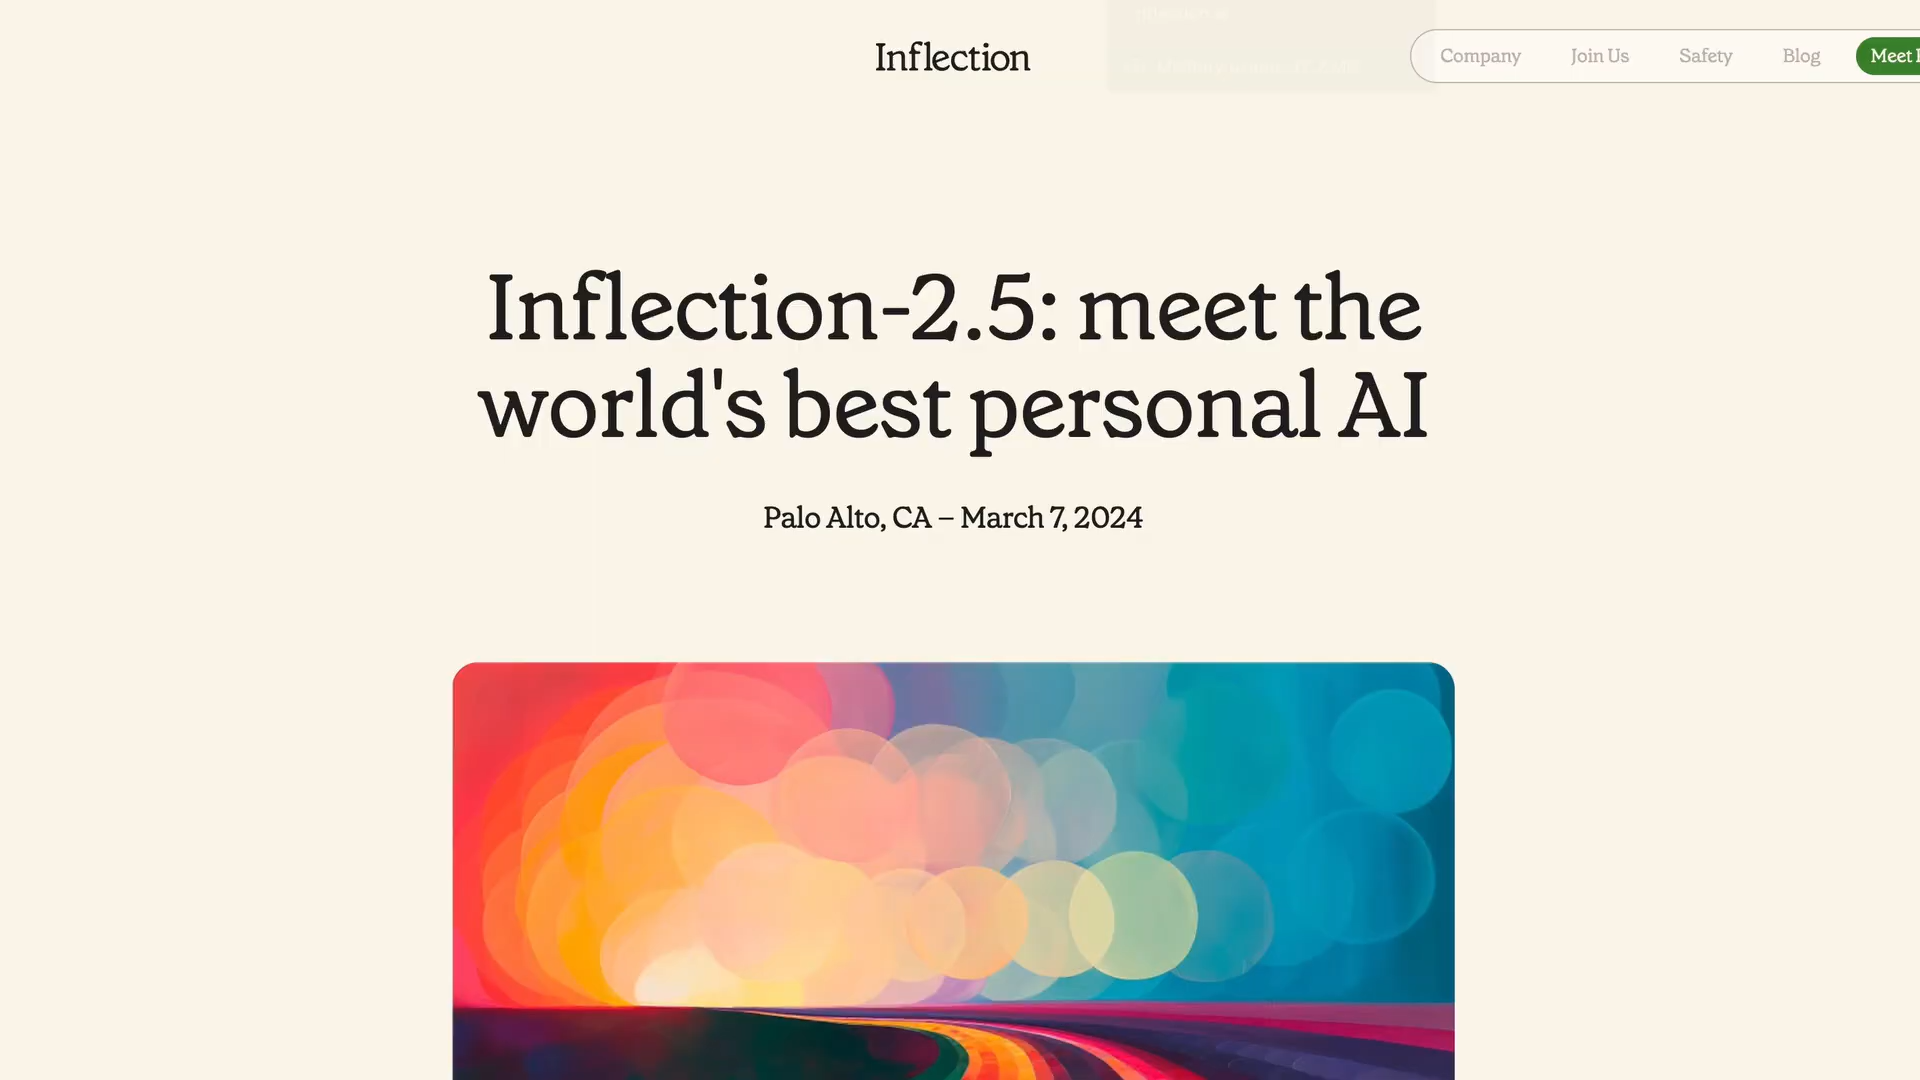 Inflection
Company
Join Us
Safety
Blog
Meet
Inflection-2.5: meet the
world's best personal AI
Palo Alto, CA – March 7, 2024